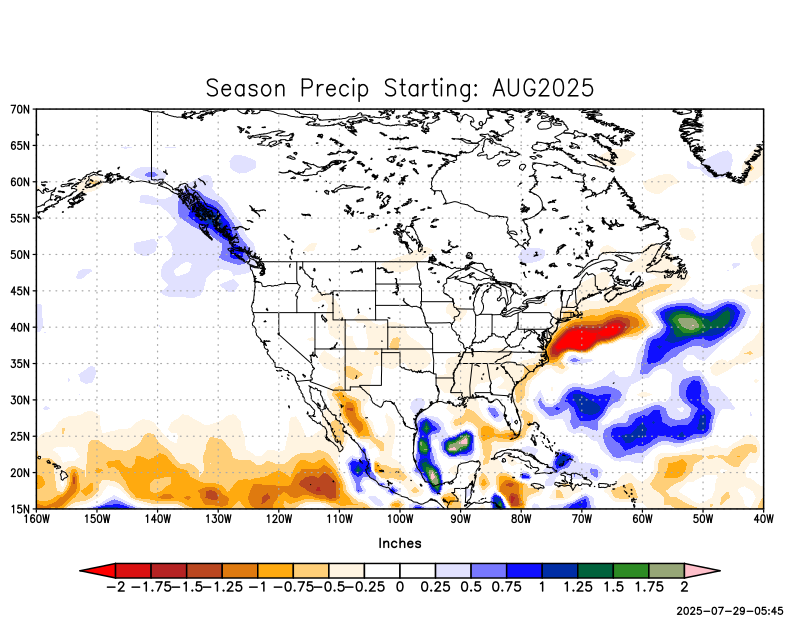 Season Precip Starting: AUG2025
70N
65N
60N
55N
50N
45N
40N
35N
30N
25N
20N
15N
160W 150W 140W 130W 120W 110W 100W 90W 80W 70W 60W 50W 40W
Inches
-2 -1.75 -1.5 -1.25 -1 -0.75 -0.5 -0.25 0 0.25 0.5 0.75 1 1.25 1.5 1.75 2
2025-07-29-05:45